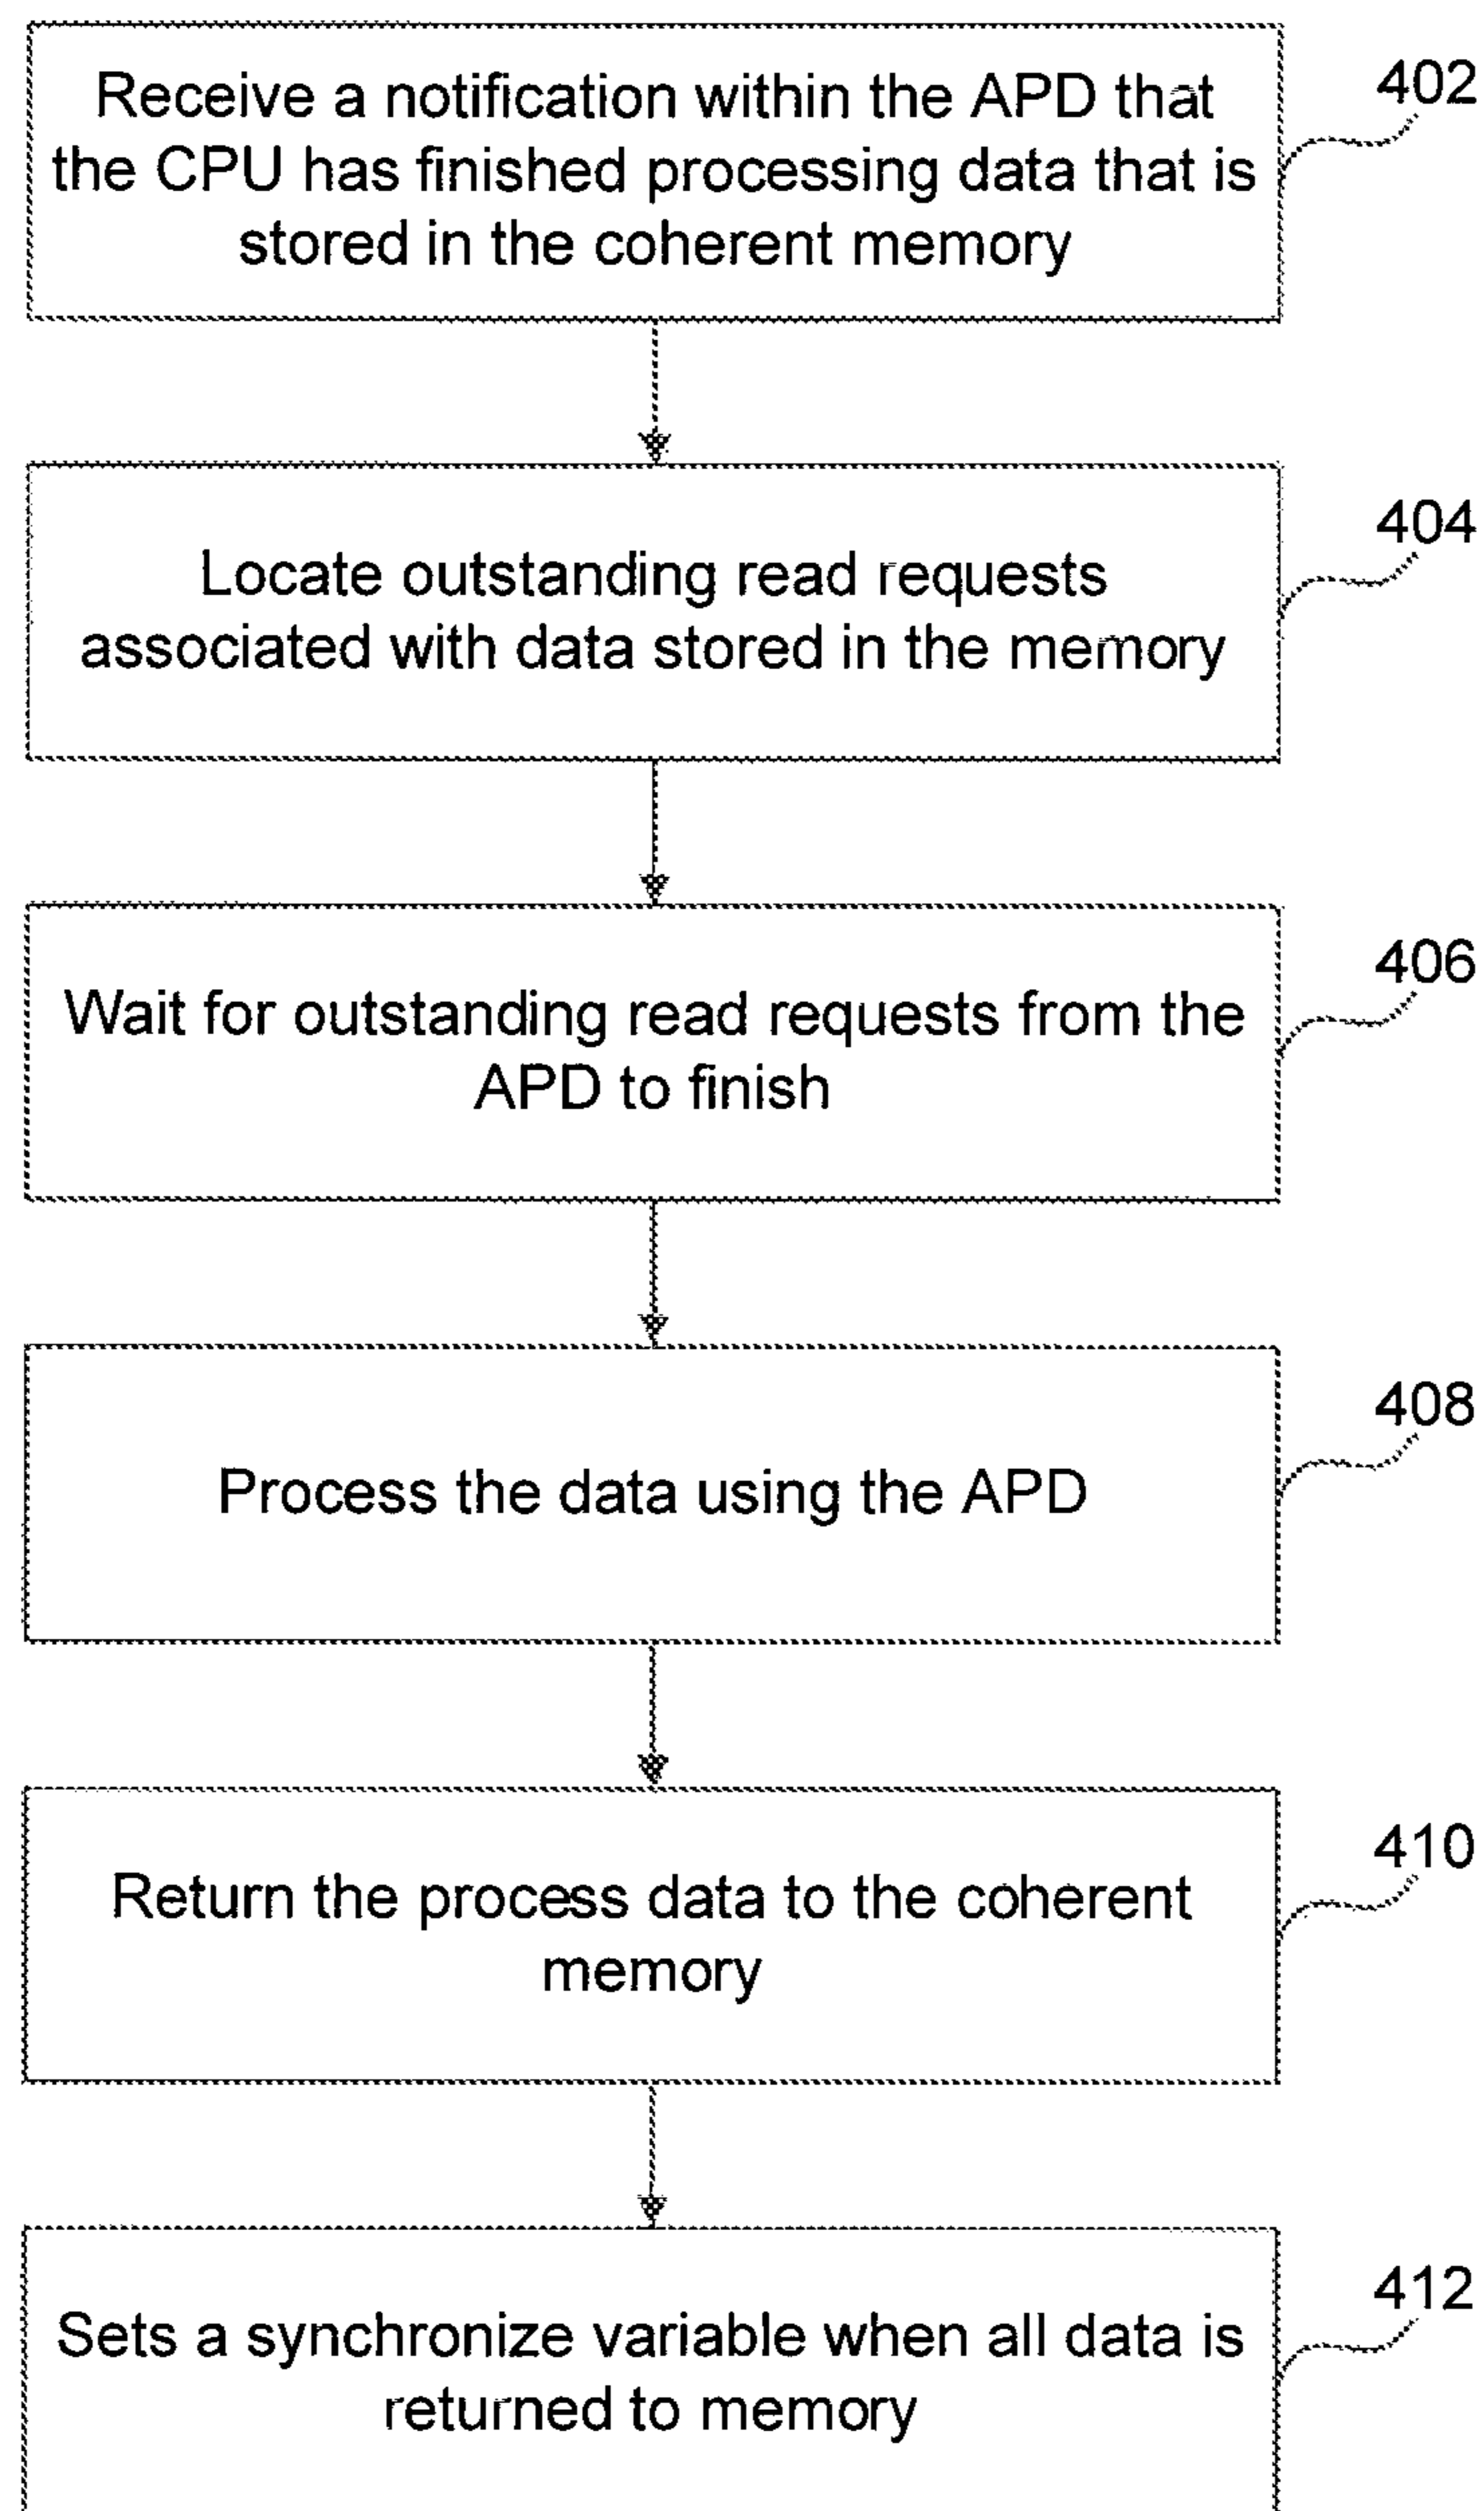 Receive a notification within the APD that
the CPU has finished processing data that is
stored in the coherent memory
402
Locate outstanding read requests
associated with data stored in the memory
404
Wait for outstanding read requests from the
APD to finish
406
Process the data using the APD
408
Return the process data to the coherent
memory
410
Sets a synchronize variable when all data is
returned to memory
412